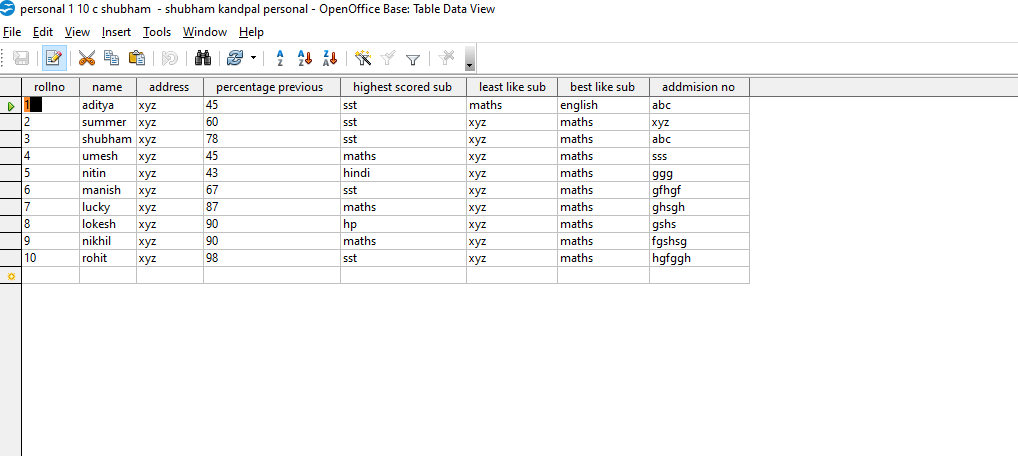 personal 1 10 c shubham - shubham kandpal personal - OpenOffice Base: Table Data View
File Edit View Insert Tools Window Help
rollno name address percentage previous highest scored sub least like sub best like sub addmision no
1 aditya xyz 45 sst maths english abc
2 summer xyz 60 sst xyz maths xyz
3 shubham xyz 78 sst xyz maths abc
4 umesh xyz 45 maths xyz maths sss
5 nitin xyz 43 hindi xyz maths ggg
6 manish xyz 67 sst xyz maths gfhgf
7 lucky xyz 87 maths xyz maths ghsgh
8 lokesh xyz 90 hp xyz maths gshs
9 nikhil xyz 90 maths xyz maths fgshsg
10 rohit xyz 98 sst xyz maths hgfggh